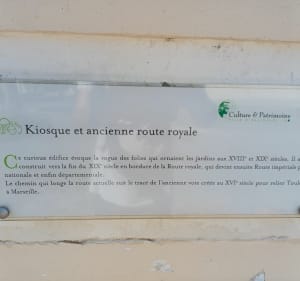 Culture & Patrimoine
Kiosque et ancienne route royale
Ce curieux édifice évoque la vogue des folies qui ornaient les jardins aux XVIIIᵉ et XIXᵉ siècles. Il
construit vers la fin du XIXᵉ siècle en bordure de la Route royale, qui devint ensuite Route impériale
nationale et enfin départementale.
Le chemin qui longe la route actuelle suit le tracé de l'ancienne voie créée au XVIᵉ siècle pour relier
à Marseille.